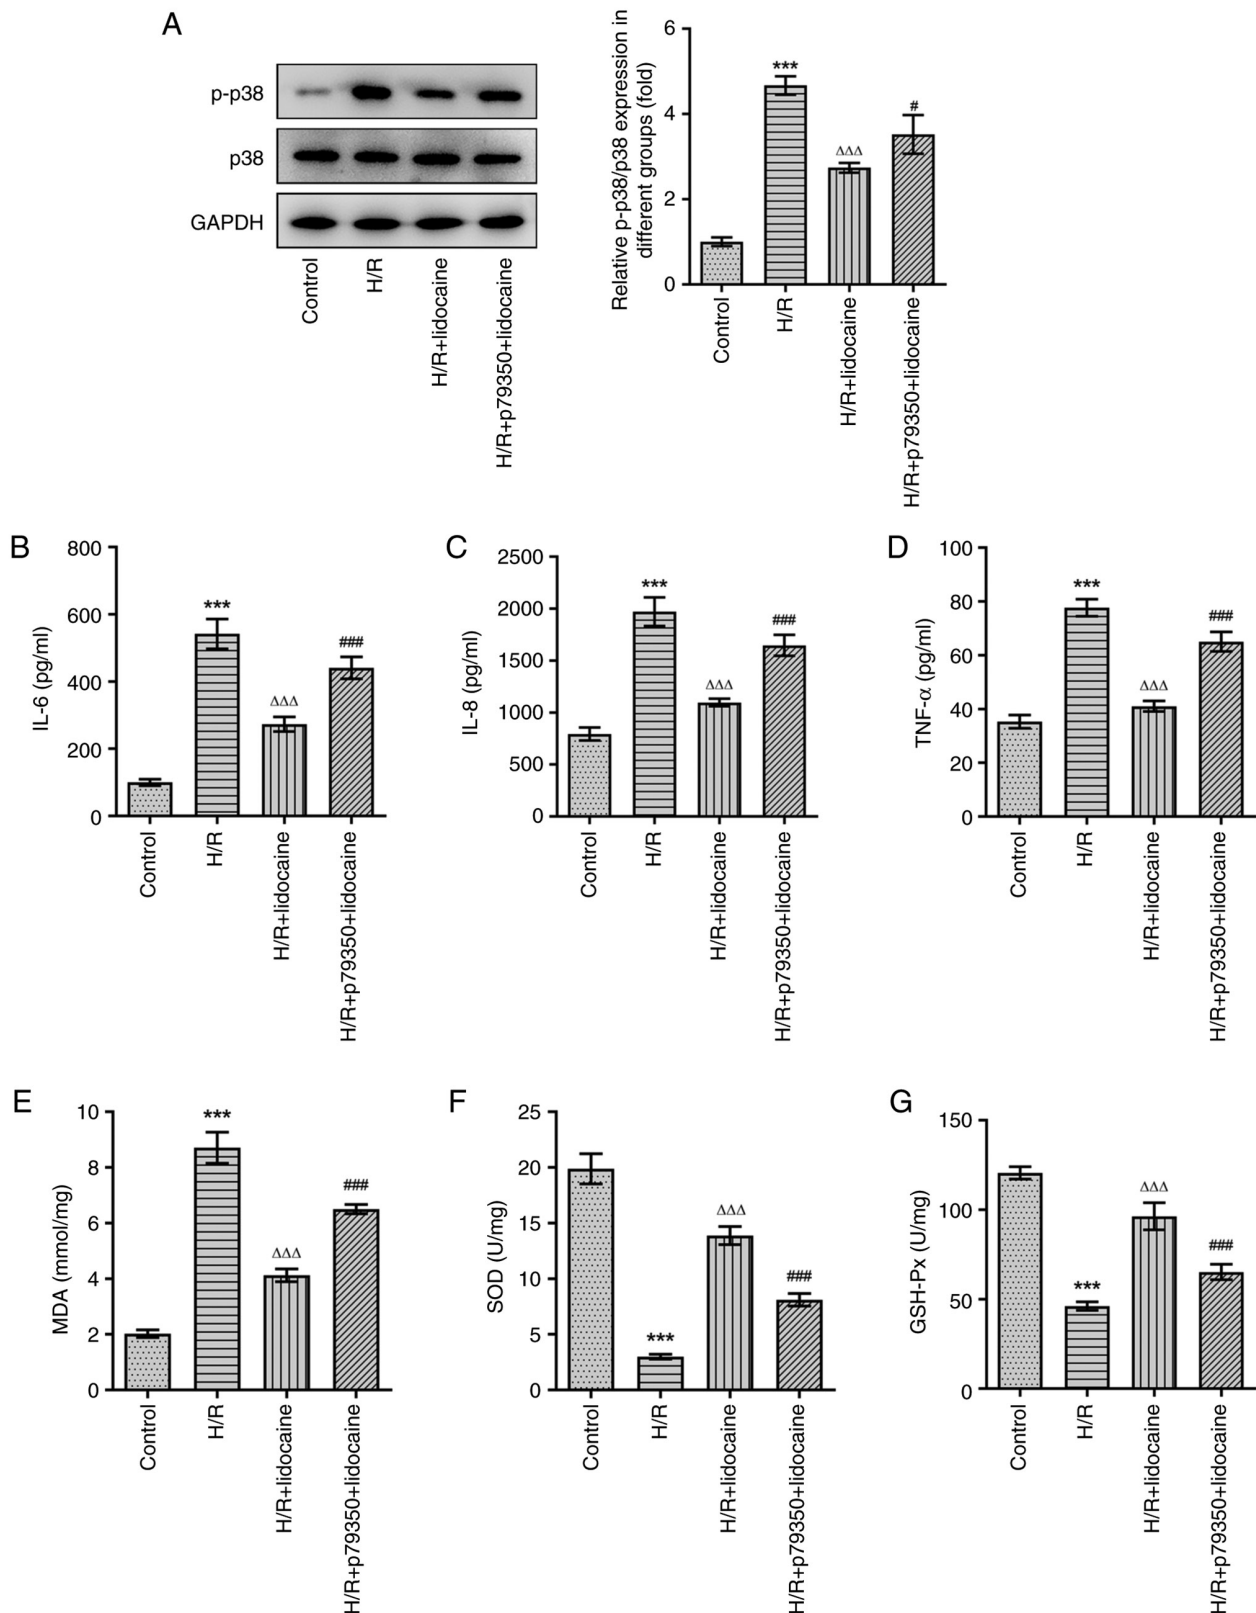 A
p-p38
p38
GAPDH
Control
H/R
H/R+lidocaine
H/R+p79350+lidocaine
Relative p-p38/p38 expression in
different groups (fold)
6
4
2
0
***
ΔΔΔ
#
Control
H/R
H/R+lidocaine
H/R+p79350+lidocaine
B
IL-6 (pg/ml)
800
600
400
200
0
***
ΔΔΔ
###
Control
H/R
H/R+lidocaine
H/R+p79350+lidocaine
C
IL-8 (pg/ml)
2500
2000
1500
1000
500
0
***
ΔΔΔ
###
Control
H/R
H/R+lidocaine
H/R+p79350+lidocaine
D
TNF-α (pg/ml)
100
80
60
40
20
0
***
ΔΔΔ
###
Control
H/R
H/R+lidocaine
H/R+p79350+lidocaine
E
MDA (mmol/mg)
10
8
6
4
2
0
***
ΔΔΔ
###
Control
H/R
H/R+lidocaine
H/R+p79350+lidocaine
F
SOD (U/mg)
25
20
15
10
5
0
***
ΔΔΔ
###
Control
H/R
H/R+lidocaine
H/R+p79350+lidocaine
G
GSH-Px (U/mg)
150
100
50
0
***
ΔΔΔ
###
Control
H/R
H/R+lidocaine
H/R+p79350+lidocaine